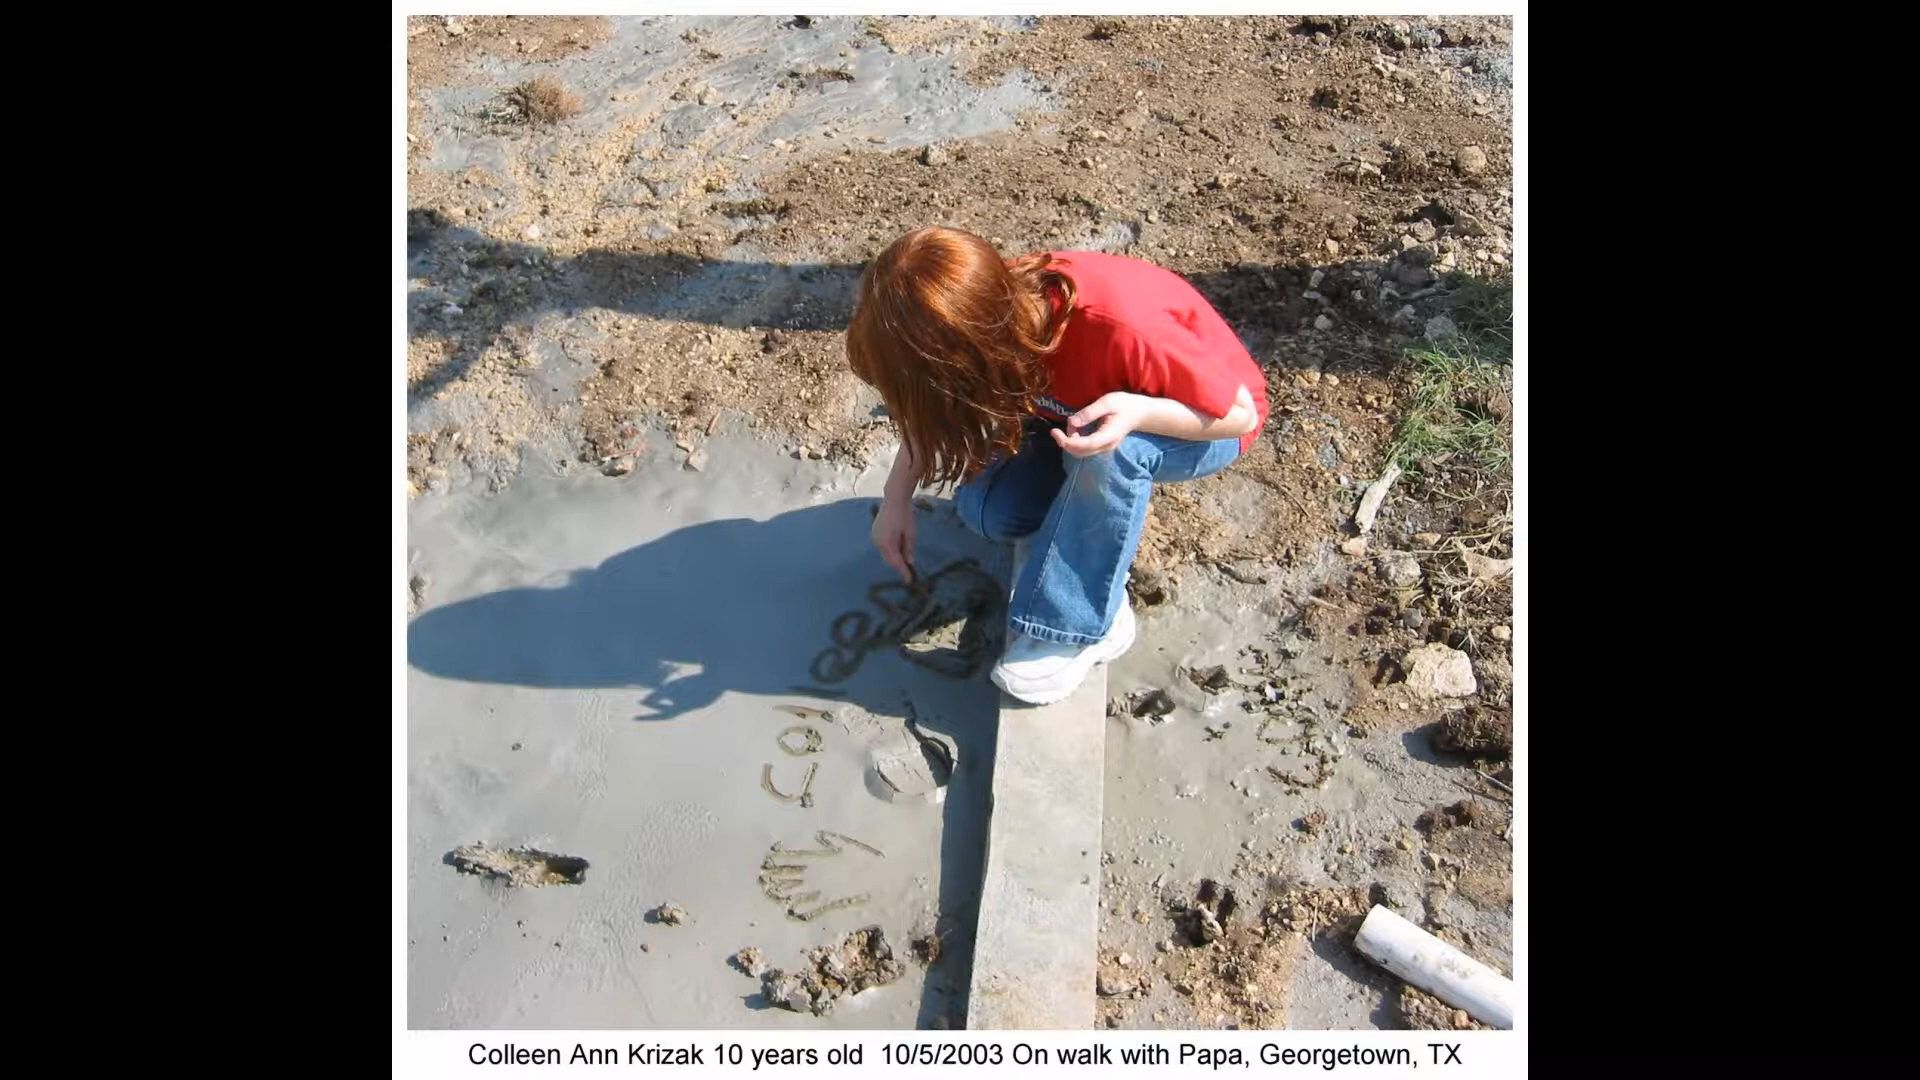 Colleen Ann Krizak 10 years old  10/5/2003 On walk with Papa, Georgetown, TX